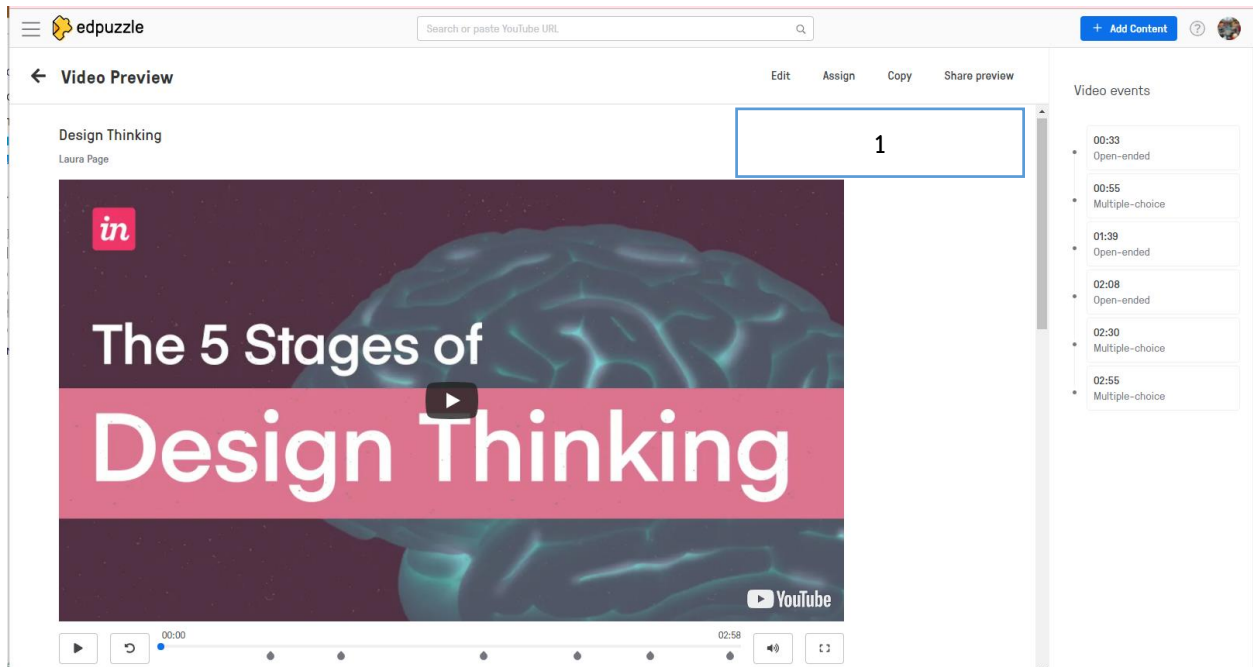 edpuzzle
Search or paste YouTube URL
+ Add Content
?
Video Preview
Edit Assign Copy Share preview
Video events
Design Thinking
Laura Page
1
in
The 5 Stages of
Design Thinking
YouTube
00:00
02:58
00:33
Open-ended
00:55
Multiple-choice
01:39
Open-ended
02:08
Open-ended
02:30
Multiple-choice
02:55
Multiple-choice